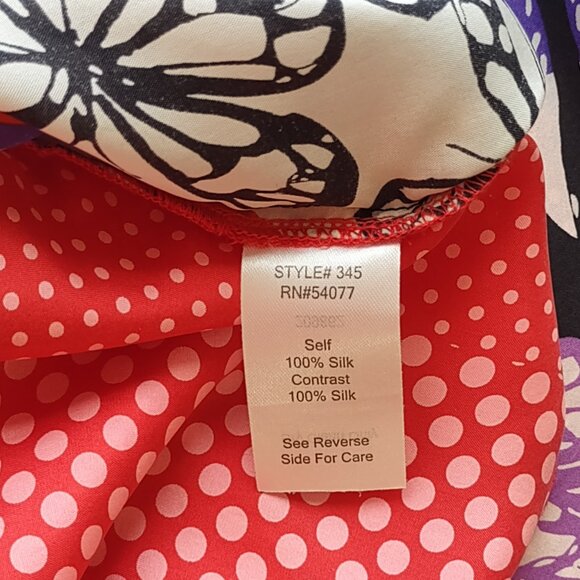 STYLE# 345
RN#54077
Self
100% Silk
Contrast
100% Silk
See Reverse
Side For Care